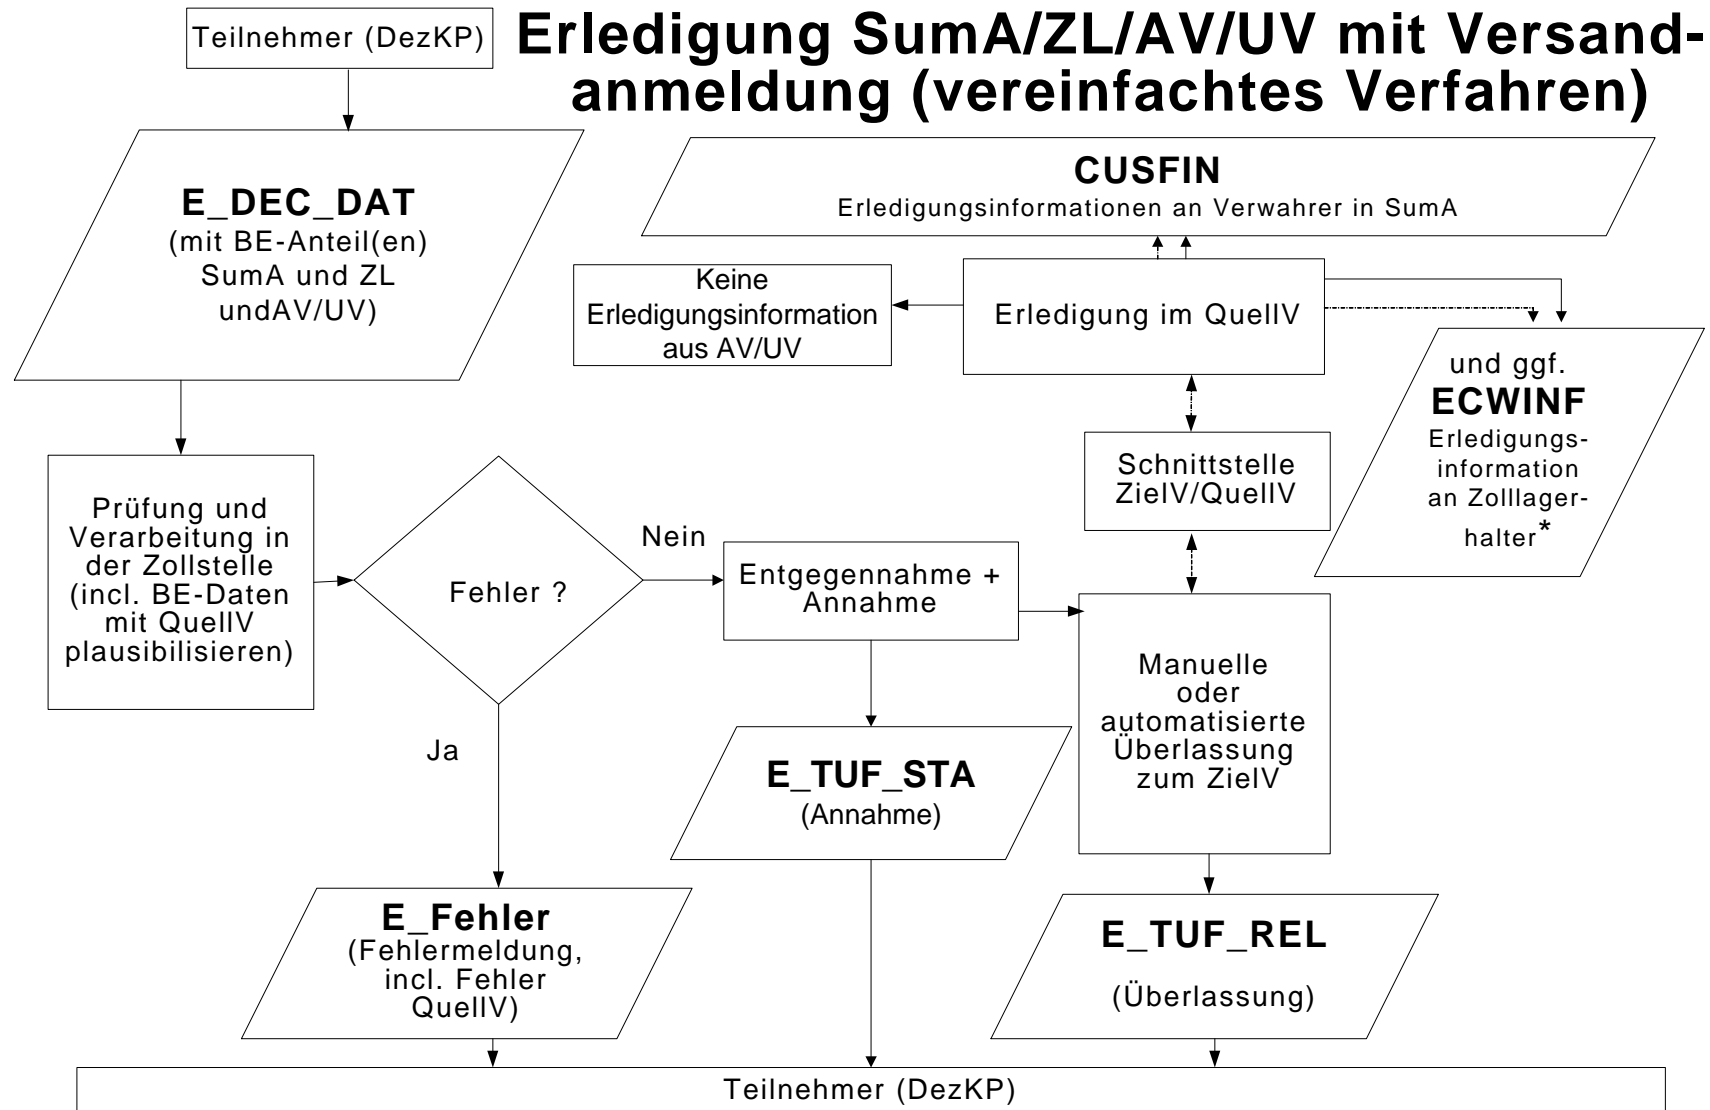 Teilnehmer (DezKP)
Erledigung SumA/ZL/AV/UV mit Versand-
anmeldung (vereinfachtes Verfahren)
E_DEC_DAT
(mit BE-Anteil(en)
SumA und ZL
undAV/UV)
CUSFIN
Erledigungsinformationen an Verwahrer in SumA
Keine
Erledigungsinformation
aus AV/UV
Erledigung im QuellV
und ggf.
ECWINF
Erledigungs-
information
an Zolllager-
halter*
Schnittstelle
ZielV/QuellV
Prüfung und
Verarbeitung in
der Zollstelle
(incl. BE-Daten
mit QuellV
plausibilisieren)
Fehler ?
Nein
Ja
Entgegennahme +
Annahme
Manuelle
oder
automatisierte
Überlassung
zum ZielV
E_TUF_STA
(Annahme)
E_Fehler
(Fehlermeldung,
incl. Fehler
QuellV)
E_TUF_REL
(Überlassung)
Teilnehmer (DezKP)